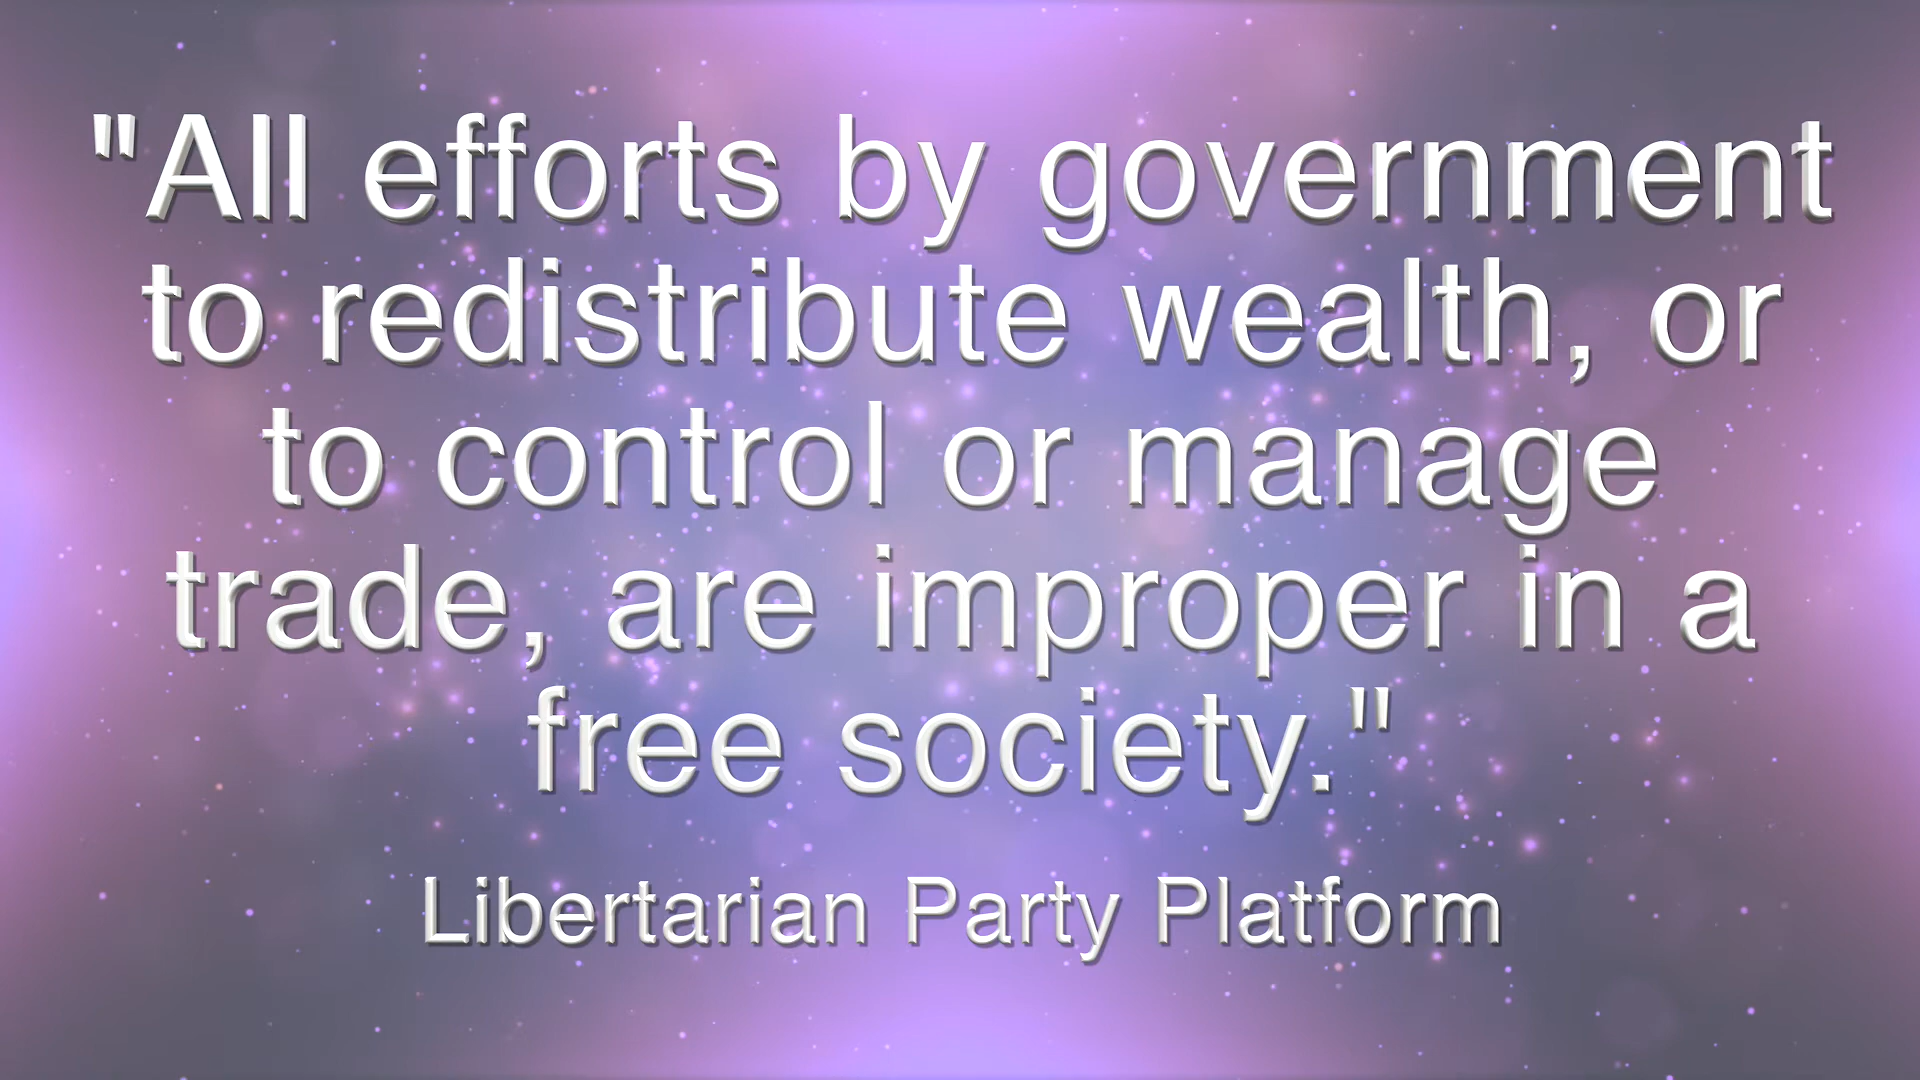 "All efforts by government
to redistribute wealth, or
to control or manage
trade, are improper in a
free society."
Libertarian Party Platform